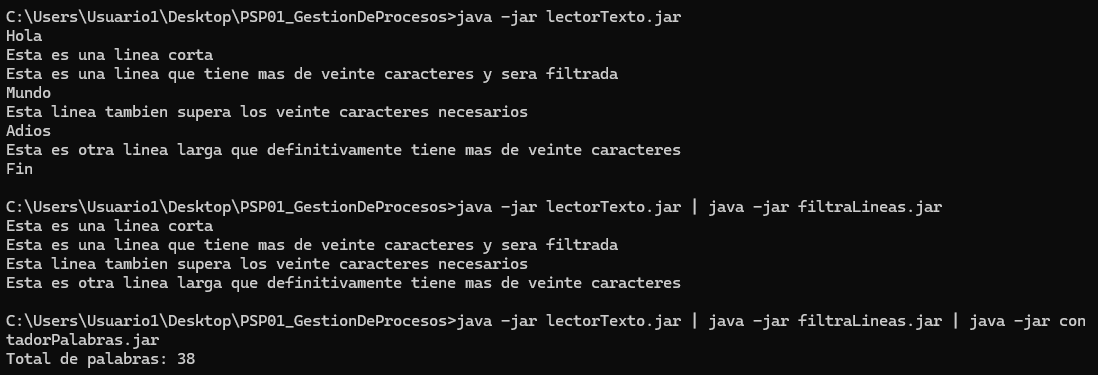 C:\Users\Usuario1\Desktop\PSP01_GestionDeProcesos>java -jar lectorTexto.jar
Hola
Esta es una linea corta
Esta es una linea que tiene mas de veinte caracteres y sera filtrada
Mundo
Esta linea tambien supera los veinte caracteres necesarios
Adios
Esta es otra linea larga que definitivamente tiene mas de veinte caracteres
Fin

C:\Users\Usuario1\Desktop\PSP01_GestionDeProcesos>java -jar lectorTexto.jar | java -jar filtraLineas.jar
Esta es una linea corta
Esta es una linea que tiene mas de veinte caracteres y sera filtrada
Esta linea tambien supera los veinte caracteres necesarios
Esta es otra linea larga que definitivamente tiene mas de veinte caracteres

C:\Users\Usuario1\Desktop\PSP01_GestionDeProcesos>java -jar lectorTexto.jar | java -jar filtraLineas.jar | java -jar con
tadorPalabras.jar
Total de palabras: 38